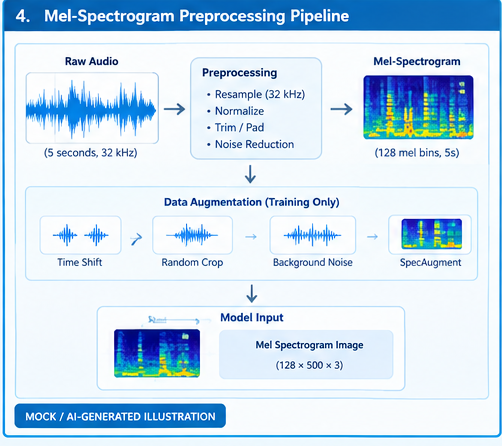 4. Mel-Spectrogram Preprocessing Pipeline
Raw Audio
(5 seconds, 32 kHz)
Preprocessing
• Resample (32 kHz)
• Normalize
• Trim / Pad
• Noise Reduction
Mel-Spectrogram
(128 mel bins, 5s)
Data Augmentation (Training Only)
Time Shift
Random Crop
Background Noise
SpecAugment
Model Input
Mel Spectrogram Image
(128 × 500 × 3)
MOCK / AI-GENERATED ILLUSTRATION